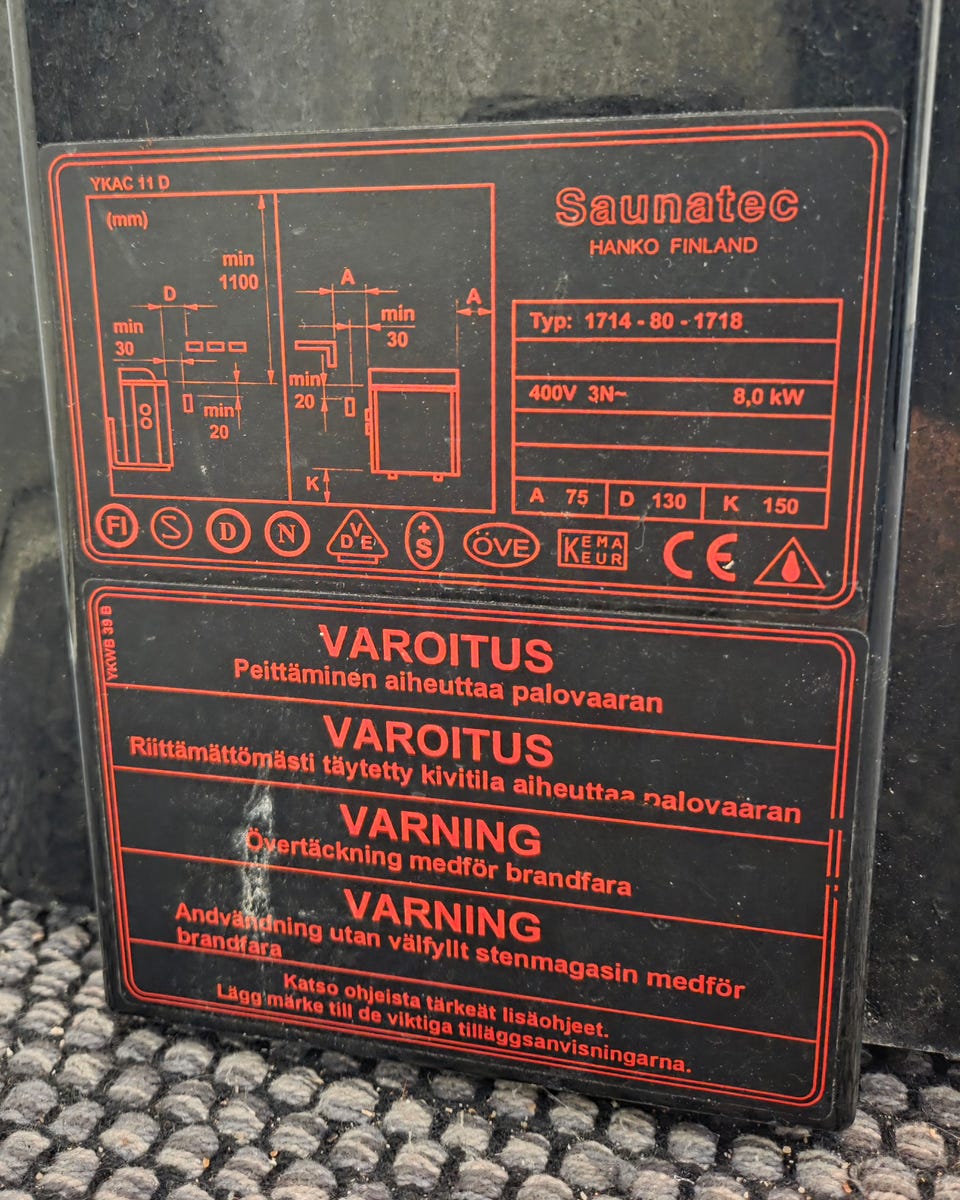 YKAC 11 D
(mm)
min
1100
D
min
30
min
20
A
A
min
30
min
20
K
Saunatec
HANKO FINLAND
Typ: 1714 - 80 - 1718
400V 3N~ 8,0 kW
A 75 D 130 K 150
FI S D N VDE +S ÖVE KEMA KEUR CE
YKWB 39 B
VAROITUS
Peittäminen aiheuttaa palovaaran
VAROITUS
Riittämättömästi täytetty kivitila aiheuttaa palovaaran
VARNING
Övertäckning medför brandfara
VARNING
Andvändning utan välfyllt stenmagasin medför
brandfara
Katso ohjeista tärkeät lisäohjeet.
Lägg märke till de viktiga tilläggsanvisningarna.